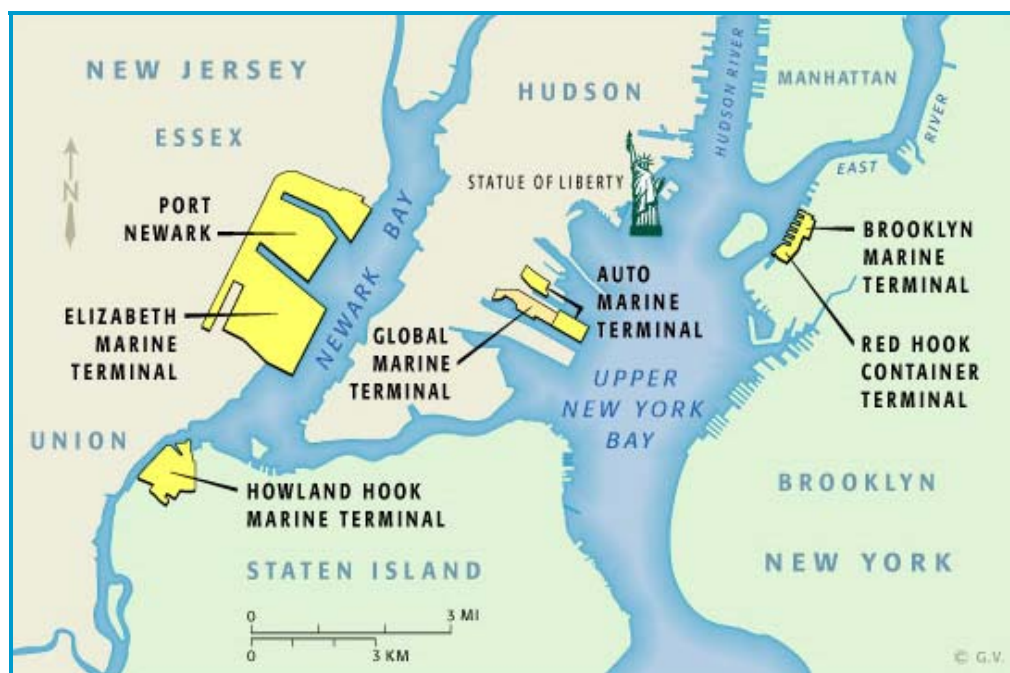 NEW JERSEY
ESSEX
HUDSON
MANHATTAN
HUDSON RIVER
EAST RIVER
N
STATUE OF LIBERTY
PORT
NEWARK
NEWARK BAY
BROOKLYN
MARINE
TERMINAL
ELIZABETH
MARINE
TERMINAL
GLOBAL
MARINE
TERMINAL
AUTO
MARINE
TERMINAL
RED HOOK
CONTAINER
TERMINAL
UPPER
NEW YORK
BAY
UNION
HOWLAND HOOK
MARINE TERMINAL
BROOKLYN
NEW YORK
STATEN ISLAND
0 3 MI
0 3 KM
© G.V.